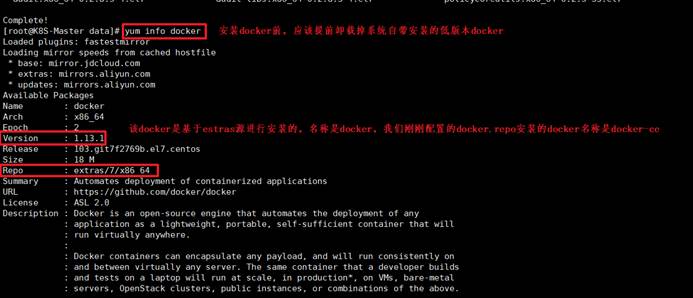 Complete!
[root@K8S-Master data]# yum info docker 安装docker前，应该提前卸载掉系统自带安装的低版本docker
Loaded plugins: fastestmirror
Loading mirror speeds from cached hostfile
* base: mirror.jdcloud.com
* extras: mirrors.aliyun.com
* updates: mirrors.aliyun.com
Available Packages
Name : docker
Arch : x86_64
Epoch : 2
该docker是基于estras源进行安装的，名称是docker，我们刚刚配置的docker.repo安装的docker名称是docker-ce
Version : 1.13.1
Release : 103.git7f2769b.el7.centos
Size : 18 M
Repo : extras/7/x86_64
Summary : Automates deployment of containerized applications
URL : https://github.com/docker/docker
License : ASL 2.0
Description : Docker is an open-source engine that automates the deployment of any
: application as a lightweight, portable, self-sufficient container that will
: run virtually anywhere.
:
: Docker containers can encapsulate any payload, and will run consistently on
: and between virtually any server. The same container that a developer builds
: and tests on a laptop will run at scale, in production*, on VMs, bare-metal
: servers, OpenStack clusters, public instances, or combinations of the above.